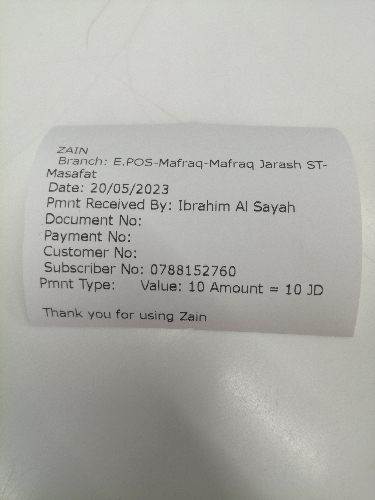 ZAIN
Branch: E.POS-Mafraq-Mafraq Jarash ST-
Masafat
Date: 20/05/2023
Pmnt Received By: Ibrahim Al Sayah
Document No:
Payment No:
Customer No:
Subscriber No: 0788152760
Pmnt Type: Value: 10 Amount = 10 JD
Thank you for using Zain